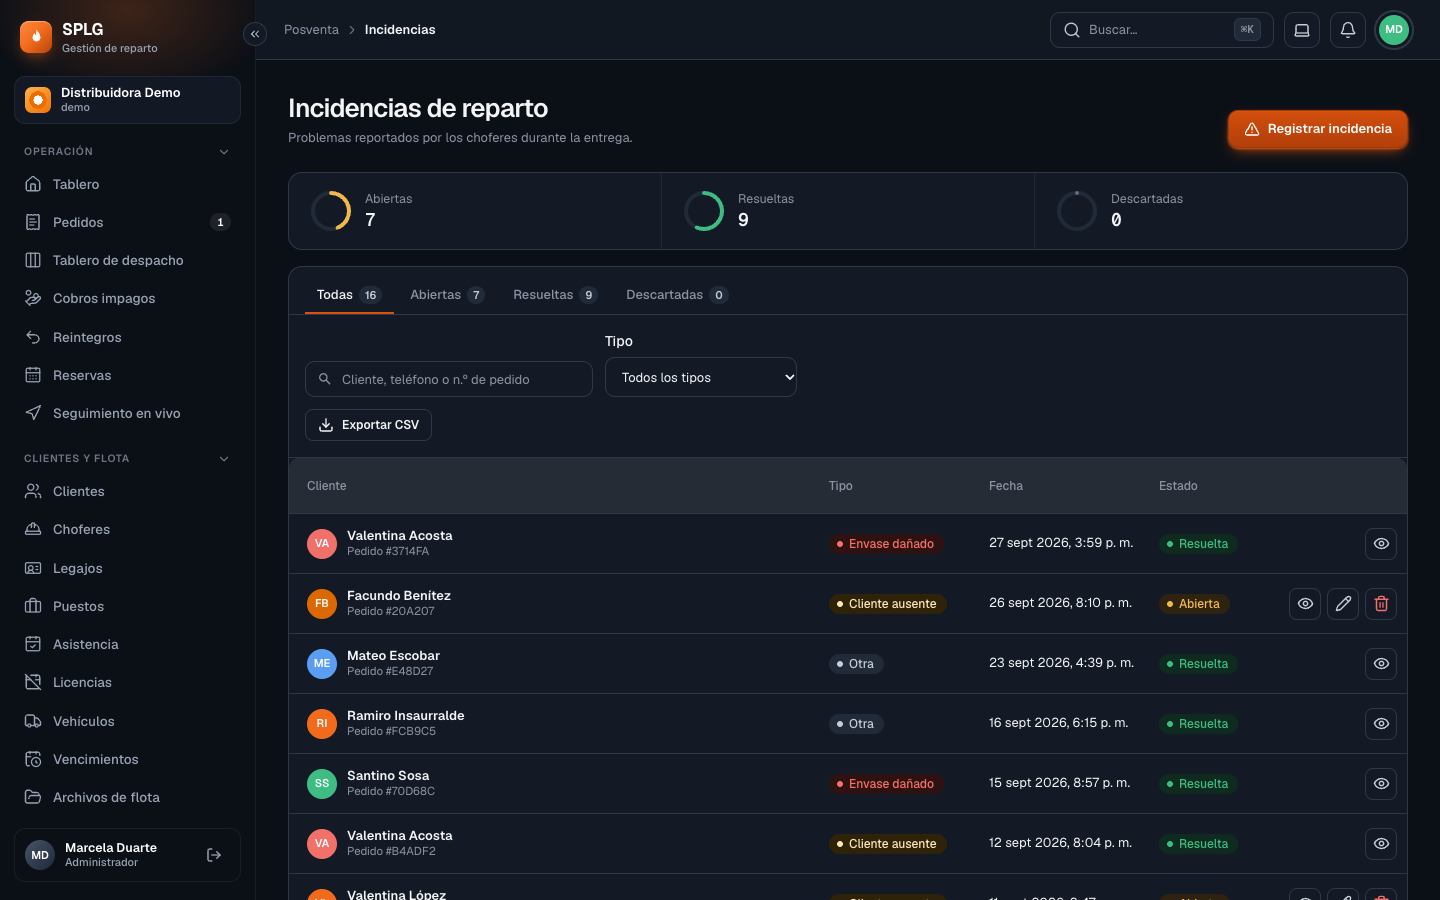 SPLG
Gestión de reparto
Distribuidora Demo
demo
OPERACIÓN
Tablero
Pedidos 1
Tablero de despacho
Cobros impagos
Reintegros
Reservas
Seguimiento en vivo
CLIENTES Y FLOTA
Clientes
Choferes
Legajos
Puestos
Asistencia
Licencias
Vehículos
Vencimientos
Archivos de flota
MD Marcela Duarte
Administrador
Posventa > Incidencias
Buscar... ⌘K MD
Incidencias de reparto
Problemas reportados por los choferes durante la entrega.
Registrar incidencia
Abiertas
7
Resueltas
9
Descartadas
0
Todas 16 Abiertas 7 Resueltas 9 Descartadas 0
Tipo
Cliente, teléfono o n.º de pedido
Todos los tipos
Exportar CSV
Cliente Tipo Fecha Estado
VA Valentina Acosta
Pedido #3714FA
Envase dañado 27 sept 2026, 3:59 p. m. Resuelta
FB Facundo Benítez
Pedido #20A207
Cliente ausente 26 sept 2026, 8:10 p. m. Abierta
ME Mateo Escobar
Pedido #E48D27
Otra 23 sept 2026, 4:39 p. m. Resuelta
RI Ramiro Insaurralde
Pedido #FCB9C5
Otra 16 sept 2026, 6:15 p. m. Resuelta
SS Santino Sosa
Pedido #70D68C
Envase dañado 15 sept 2026, 8:57 p. m. Resuelta
VA Valentina Acosta
Pedido #B4ADF2
Cliente ausente 12 sept 2026, 8:04 p. m. Resuelta
Valentina López